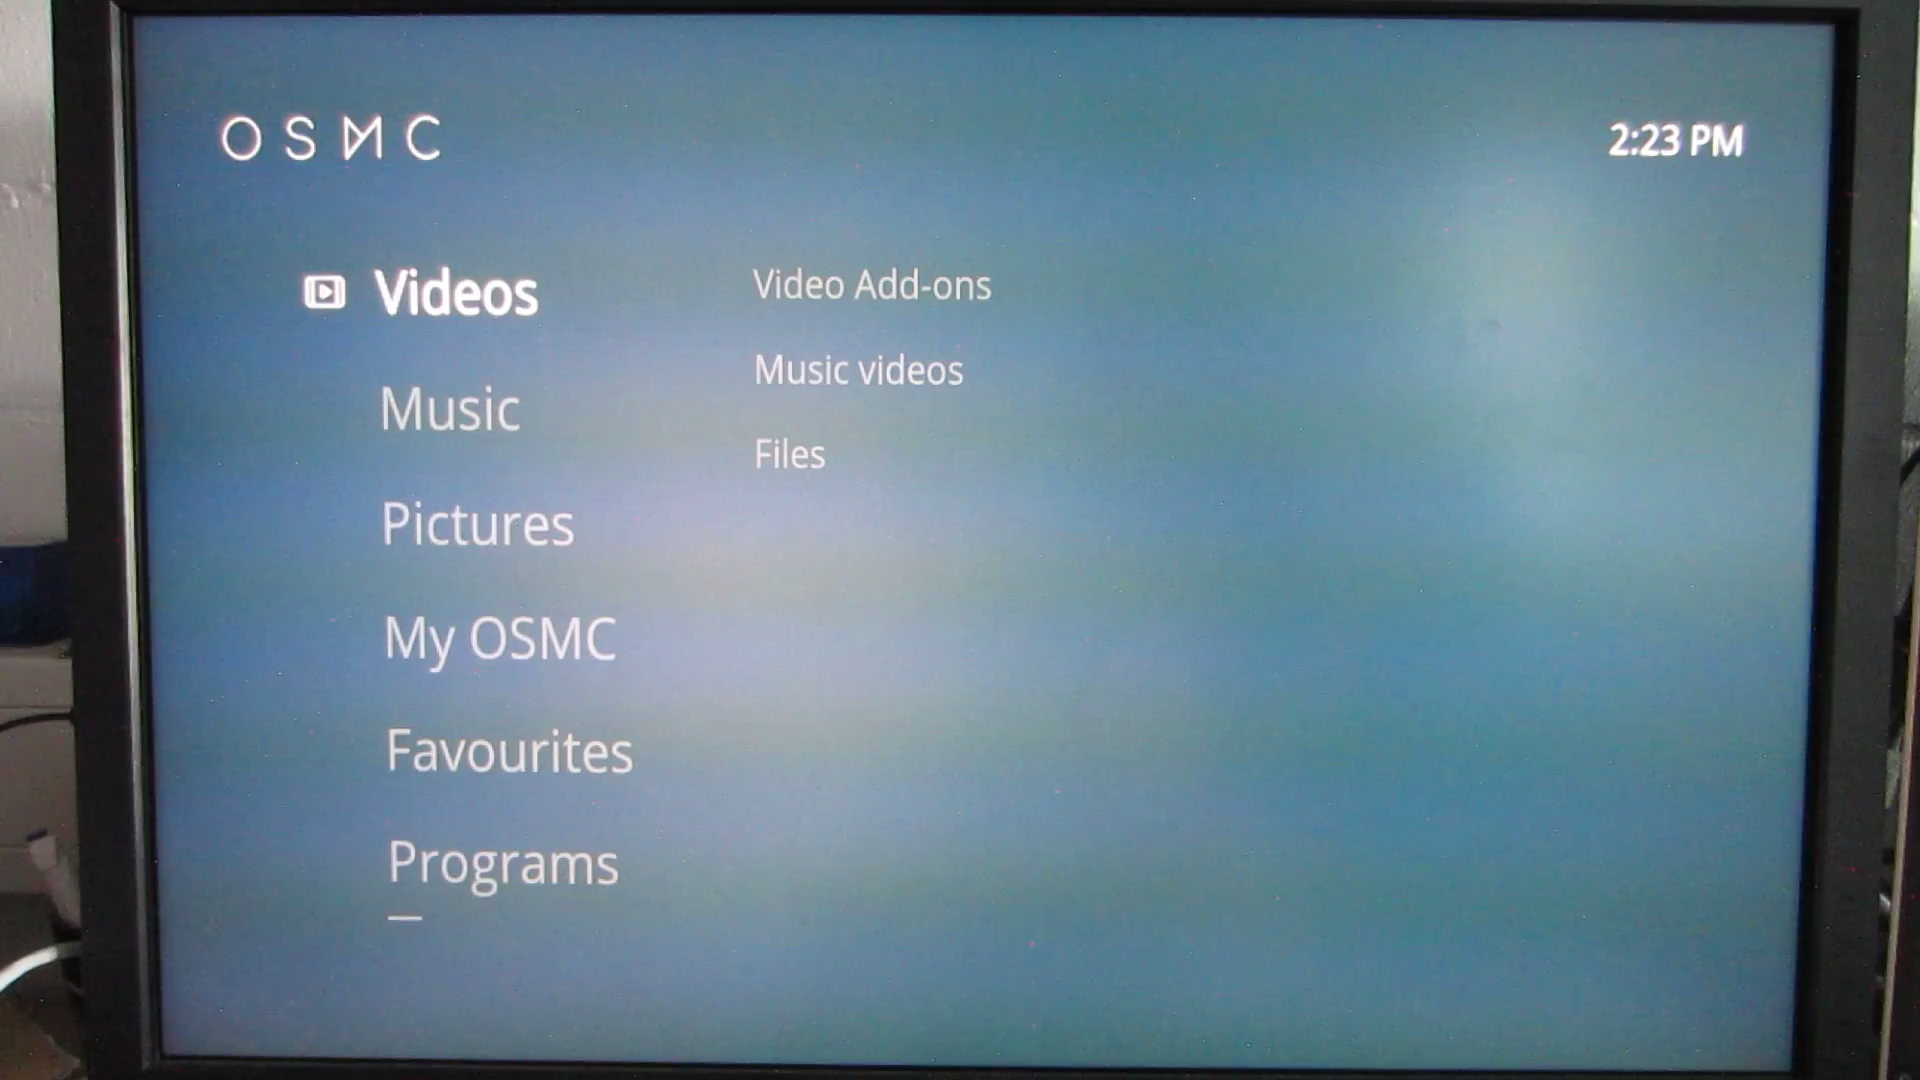 OSMC
2:23 PM
Videos
Music
Pictures
My OSMC
Favourites
Programs
Video Add-ons
Music videos
Files